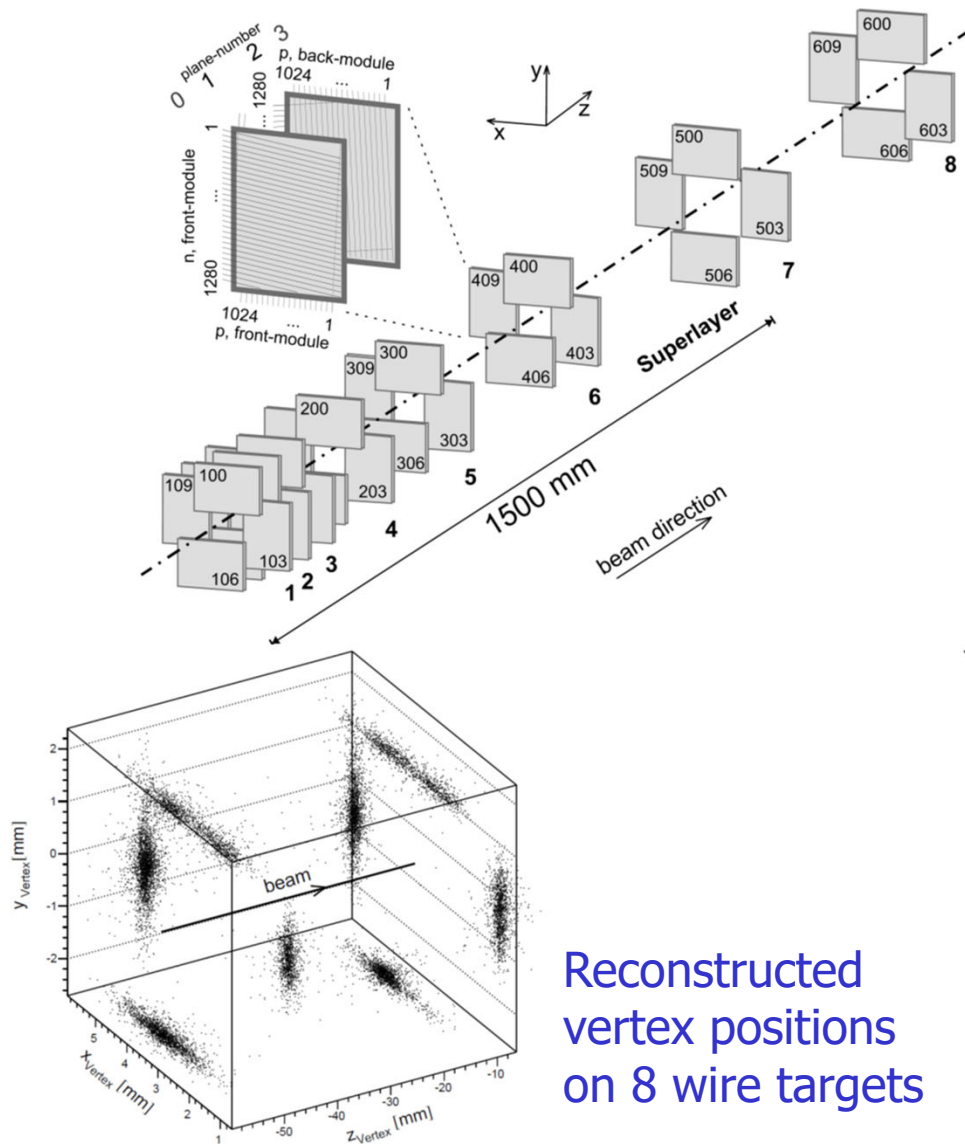 plane-number
0 1 2 3
p, back-module
1024 ... 1
1280
...
1
...
1280
n, front-module
1024 ... 1
p, front-module
y
z
x
600
609
603
606
8
500
509
503
506
7
400
409
403
406
6
Superlayer
300
309
303
306
5
200
203
4
100
109
103
106
1
2
3
1500 mm
beam direction
2
1
0
-1
-2
y Vertex [mm]
beam
5
4
3
2
1
x Vertex [mm]
-50
-40
-30
-20
-10
z Vertex [mm]
Reconstructed
vertex positions
on 8 wire targets